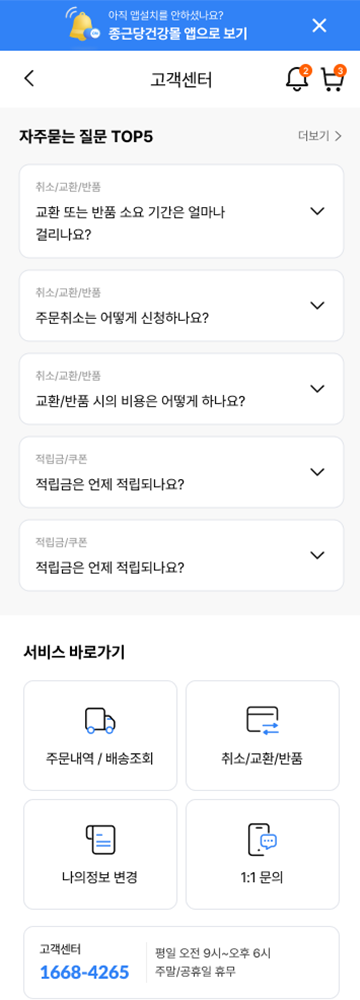 아직 앱설치를 안하셨나요?
종근당건강몰 앱으로 보기
고객센터
2
3
자주묻는 질문 TOP5
더보기
취소/교환/반품
교환 또는 반품 소요 기간은 얼마나
걸리나요?
취소/교환/반품
주문취소는 어떻게 신청하나요?
취소/교환/반품
교환/반품 시의 비용은 어떻게 하나요?
적립금/쿠폰
적립금은 언제 적립되나요?
적립금/쿠폰
적립금은 언제 적립되나요?
서비스 바로가기
주문내역 / 배송조회
취소/교환/반품
나의정보 변경
1:1 문의
고객센터
1668-4265
평일 오전 9시~오후 6시
주말/공휴일 휴무